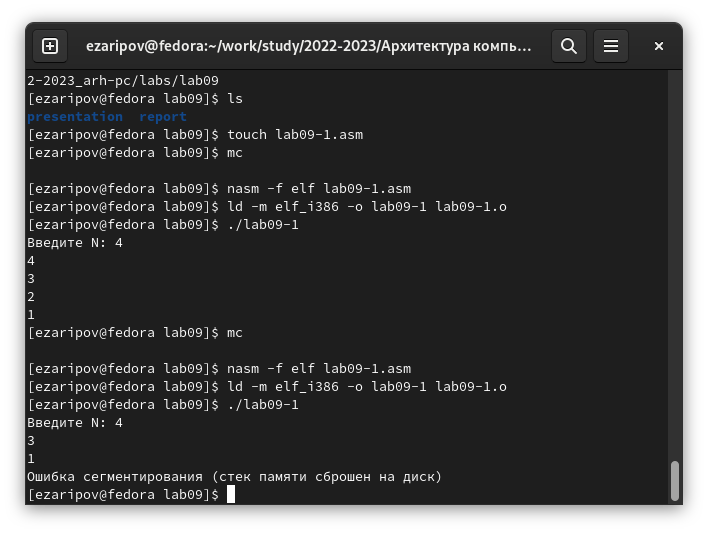 ezaripov@fedora:~/work/study/2022-2023/Архитектура компь...
2-2023_arh-pc/labs/lab09
[ezaripov@fedora lab09]$ ls
presentation  report
[ezaripov@fedora lab09]$ touch lab09-1.asm
[ezaripov@fedora lab09]$ mc
[ezaripov@fedora lab09]$ nasm -f elf lab09-1.asm
[ezaripov@fedora lab09]$ ld -m elf_i386 -o lab09-1 lab09-1.o
[ezaripov@fedora lab09]$ ./lab09-1
Введите N: 4
4
3
2
1
[ezaripov@fedora lab09]$ mc
[ezaripov@fedora lab09]$ nasm -f elf lab09-1.asm
[ezaripov@fedora lab09]$ ld -m elf_i386 -o lab09-1 lab09-1.o
[ezaripov@fedora lab09]$ ./lab09-1
Введите N: 4
3
1
Ошибка сегментирования (стек памяти сброшен на диск)
[ezaripov@fedora lab09]$